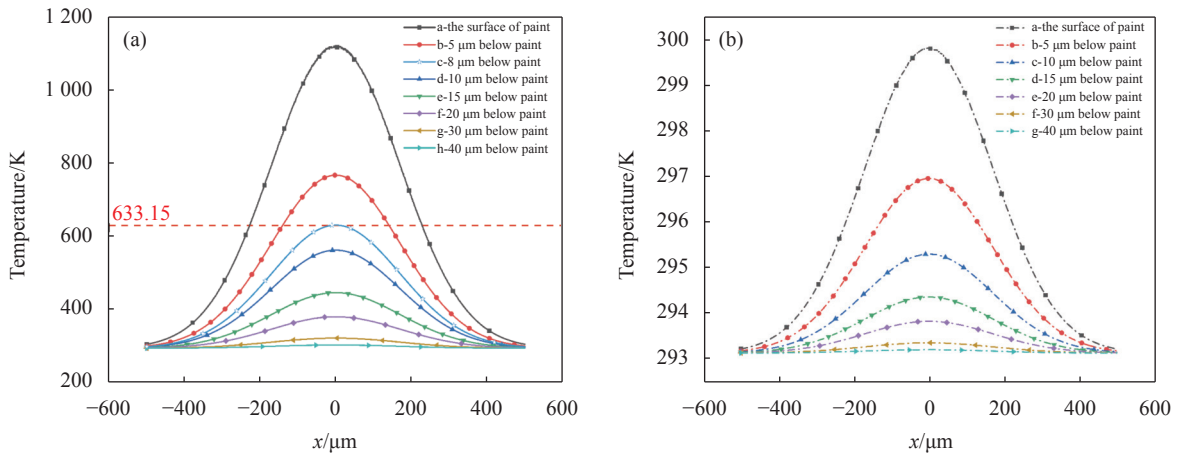 (a)
1 200
1 000
800
600
400
200
Temperature/K
633.15
a-the surface of paint
b-5 μm below paint
c-8 μm below paint
d-10 μm below paint
e-15 μm below paint
f-20 μm below paint
g-30 μm below paint
h-40 μm below paint
−600 −400 −200 0 200 400 600
x/μm
(b)
300
299
298
297
296
295
294
293
Temperature/K
a-the surface of paint
b-5 μm below paint
c-10 μm below paint
d-15 μm below paint
e-20 μm below paint
f-30 μm below paint
g-40 μm below paint
−600 −400 −200 0 200 400 600
x/μm